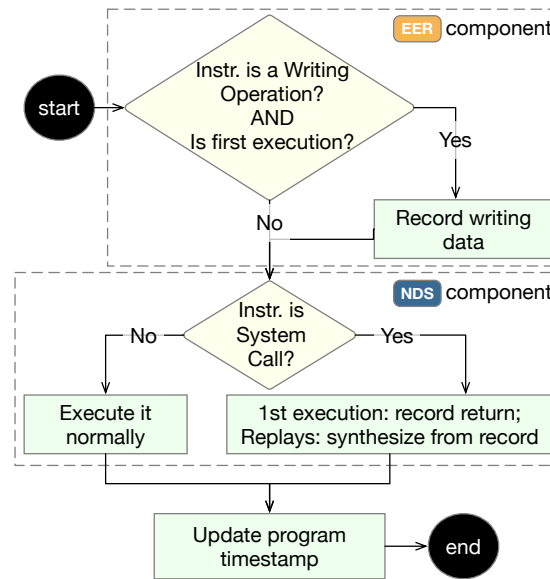 EER component
Instr. is a Writing
Operation?
AND
Is first execution?
start
Yes
No
Record writing
data
NDS component
Instr. is
System
Call?
No
Yes
Execute it
normally
1st execution: record return;
Replays: synthesize from record
Update program
timestamp
end